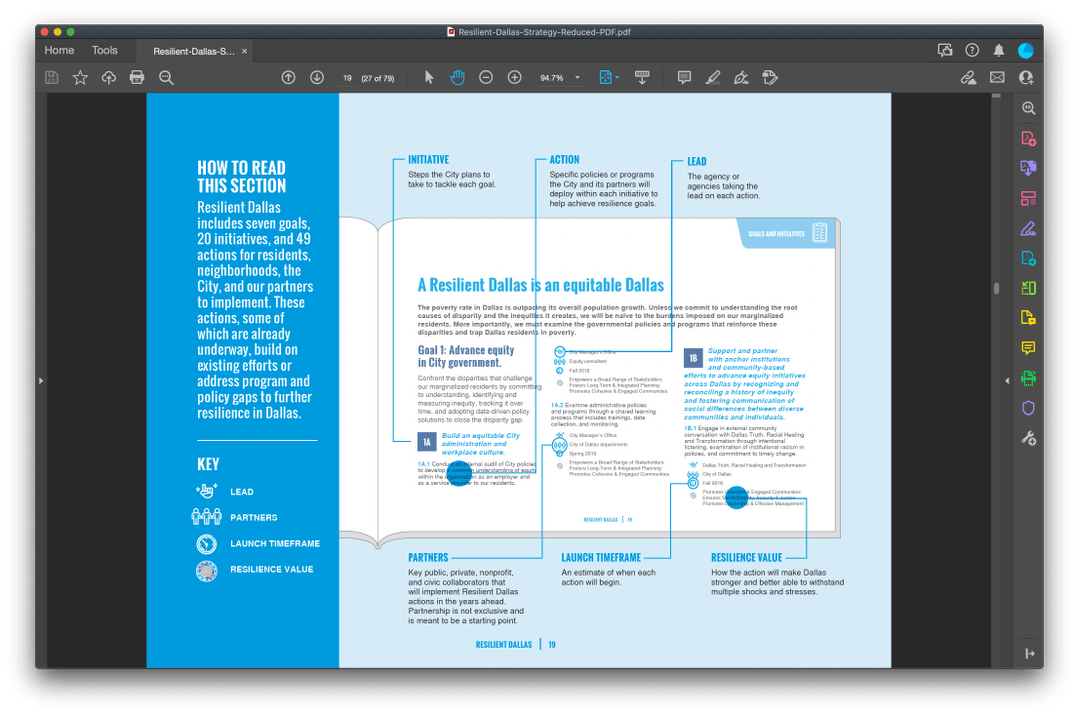 Resilient-Dallas-Strategy-Reduced-PDF.pdf
Home Tools Resilient-Dallas-S... ×
19 (27 of 79) 94.7%
HOW TO READ
THIS SECTION
Resilient Dallas
includes seven goals,
20 initiatives, and 49
actions for residents,
neighborhoods, the
City, and our partners
to implement. These
actions, some of
which are already
underway, build on
existing efforts or
address program and
policy gaps to further
resilience in Dallas.
KEY
LEAD
PARTNERS
LAUNCH TIMEFRAME
RESILIENCE VALUE
INITIATIVE
Steps the City plans to
take to tackle each goal.
ACTION
Specific policies or programs
the City and its partners will
deploy within each initiative to
help achieve resilience goals.
LEAD
The agency or
agencies taking the
lead on each action.
GOALS AND INITIATIVES
A Resilient Dallas is an equitable Dallas
The poverty rate in Dallas is outpacing its overall population growth. Unless we commit to understanding the root
causes of disparity and the inequities it creates, we will be naive to the burdens imposed on our marginalized
residents. More importantly, we must examine the governmental policies and programs that reinforce these
disparities and trap Dallas residents in poverty.
Goal 1: Advance equity
in City government.
Confront the disparities that challenge
our marginalized residents by committing
to understanding, identifying and
measuring inequity, tracking it over
time, and adopting data-driven policy
solutions to close the disparity gap.
1A
Build an equitable City
administration and
workplace culture.
1A.1 Conduct an internal audit of City policies
to develop a common understanding of equity
within the organization as an employer and
as a service provider to our residents.
City Manager's Office
Equity consultant
Fall 2018
Empowers a Broad Range of Stakeholders
Fosters Long-Term & Integrated Planning
Promotes Cohesive & Engaged Communities
1A.2 Examine administrative policies
and programs through a shared learning
process that includes trainings, data
collection, and monitoring.
City Manager's Office
City of Dallas departments
Spring 2019
Empowers a Broad Range of Stakeholders
Fosters Long-Term & Integrated Planning
Promotes Cohesive & Engaged Communities
1B
Support and partner
with anchor institutions
and community-based
efforts to advance equity initiatives
across Dallas by recognizing and
reconciling a history of inequity
and fostering communication of
social differences between diverse
communities and individuals.
1B.1 Engage in external community
conversation with Dallas Truth, Racial Healing
and Transformation through intentional
listening, examination of institutional racism in
policies, and commitment to timely change.
Dallas Truth, Racial Healing and Transformation
City of Dallas
Fall 2018
Promotes Cohesive & Engaged Communities
Ensures Social Stability, Security & Justice
Promotes Leadership & Effective Management
RESILIENT DALLAS | 19
PARTNERS
Key public, private, nonprofit,
and civic collaborators that
will implement Resilient Dallas
actions in the years ahead.
Partnership is not exclusive and
is meant to be a starting point.
LAUNCH TIMEFRAME
An estimate of when each
action will begin.
RESILIENCE VALUE
How the action will make Dallas
stronger and better able to withstand
multiple shocks and stresses.
RESILIENT DALLAS | 19